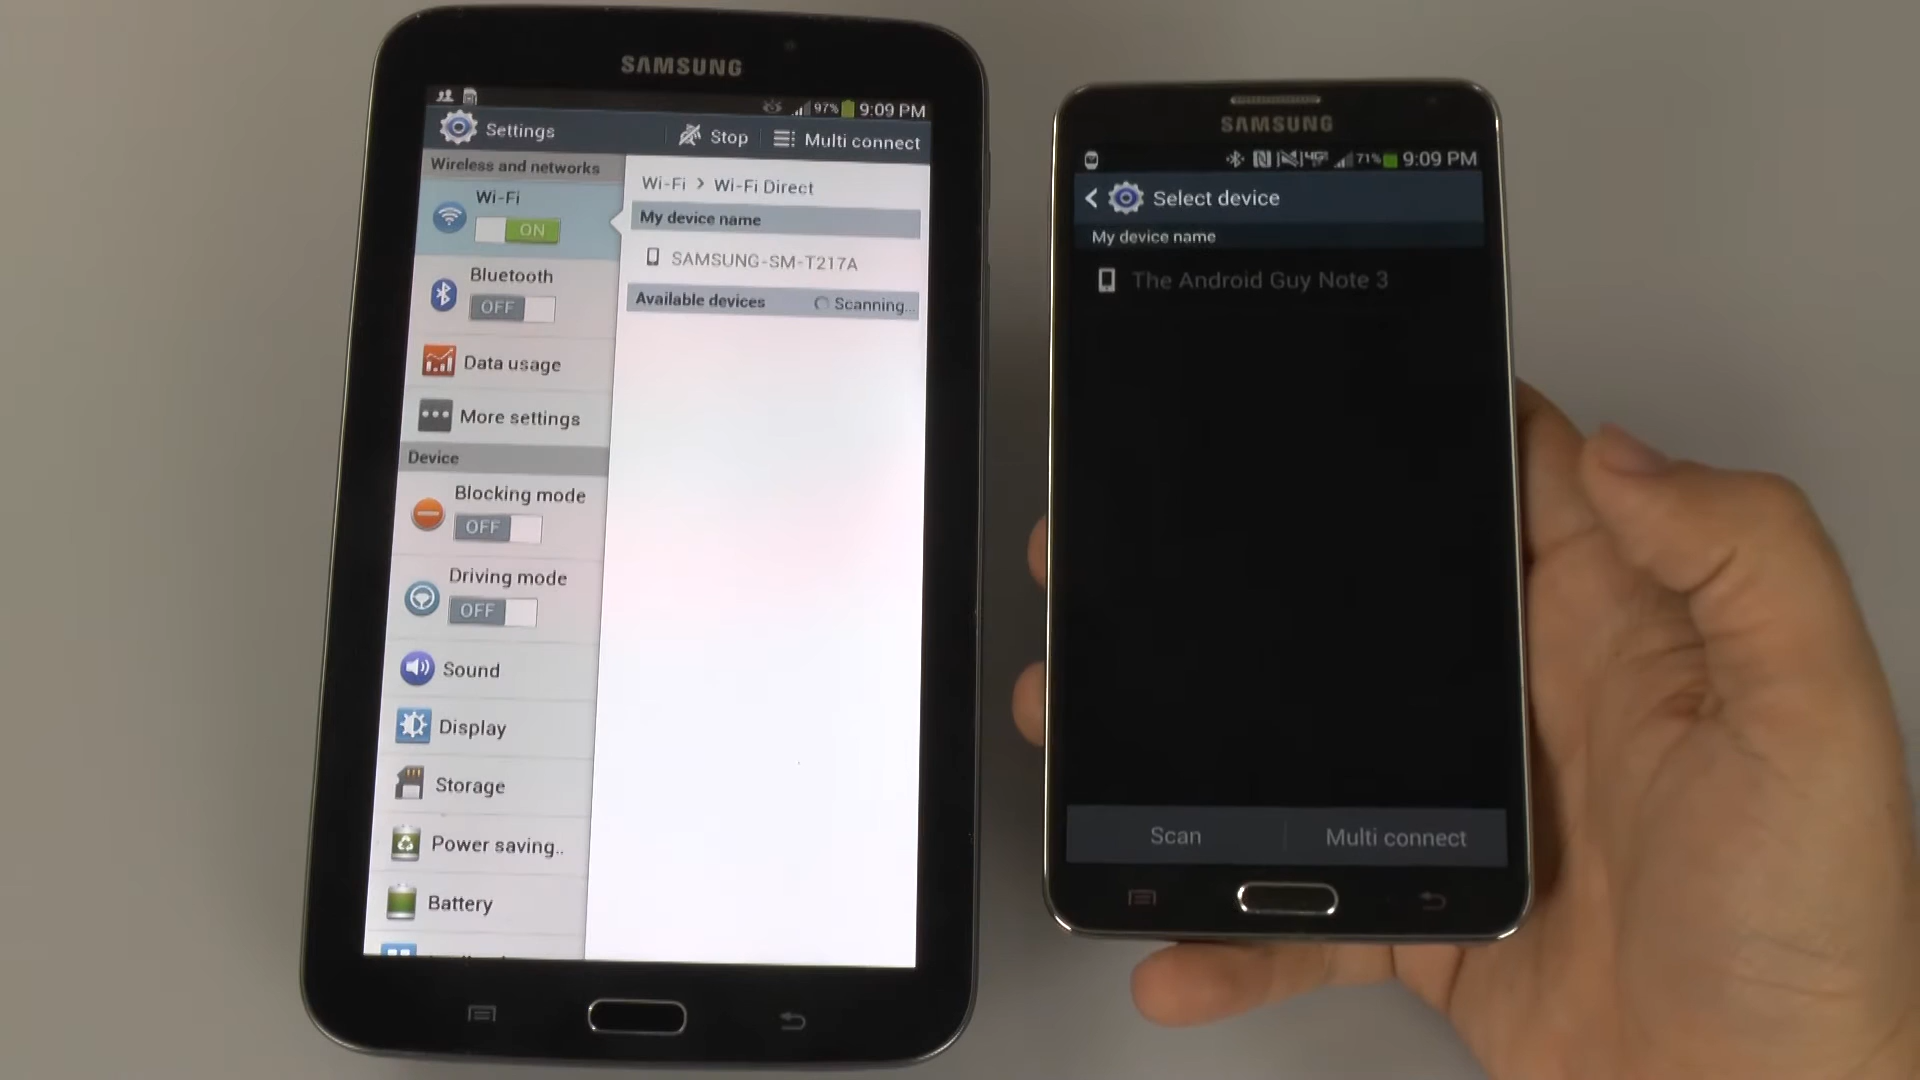 SAMSUNG
97% 9:09 PM
Settings
Stop
Multi connect
Wireless and networks
Wi-Fi
ON
Bluetooth
OFF
Data usage
More settings
Device
Blocking mode
OFF
Driving mode
OFF
Sound
Display
Storage
Power saving..
Battery
Wi-Fi > Wi-Fi Direct
My device name
SAMSUNG-SM-T217A
Available devices Scanning...
SAMSUNG
71% 9:09 PM
Select device
My device name
The Android Guy Note 3
Scan Multi connect